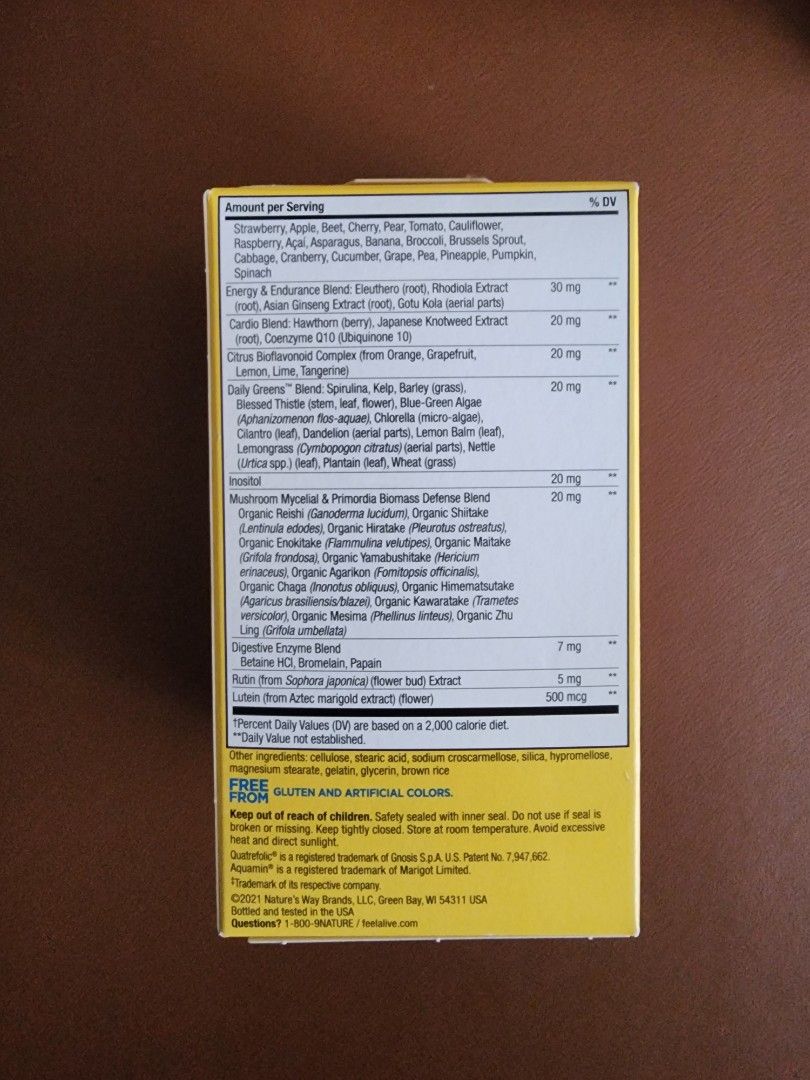 Amount per Serving % DV
Strawberry, Apple, Beet, Cherry, Pear, Tomato, Cauliflower,
Raspberry, Açaí, Asparagus, Banana, Broccoli, Brussels Sprout,
Cabbage, Cranberry, Cucumber, Grape, Pea, Pineapple, Pumpkin,
Spinach
Energy & Endurance Blend: Eleuthero (root), Rhodiola Extract 30 mg **
(root), Asian Ginseng Extract (root), Gotu Kola (aerial parts)
Cardio Blend: Hawthorn (berry), Japanese Knotweed Extract 20 mg **
(root), Coenzyme Q10 (Ubiquinone 10)
Citrus Bioflavonoid Complex (from Orange, Grapefruit, 20 mg **
Lemon, Lime, Tangerine)
Daily Greens™ Blend: Spirulina, Kelp, Barley (grass), 20 mg **
Blessed Thistle (stem, leaf, flower), Blue-Green Algae
(Aphanizomenon flos-aquae), Chlorella (micro-algae),
Cilantro (leaf), Dandelion (aerial parts), Lemon Balm (leaf),
Lemongrass (Cymbopogon citratus) (aerial parts), Nettle
(Urtica spp.) (leaf), Plantain (leaf), Wheat (grass)
Inositol 20 mg **
Mushroom Mycelial & Primordia Biomass Defense Blend 20 mg **
Organic Reishi (Ganoderma lucidum), Organic Shiitake
(Lentinula edodes), Organic Hiratake (Pleurotus ostreatus),
Organic Enokitake (Flammulina velutipes), Organic Maitake
(Grifola frondosa), Organic Yamabushitake (Hericium
erinaceus), Organic Agarikon (Fomitopsis officinalis),
Organic Chaga (Inonotus obliquus), Organic Himematsutake
(Agaricus brasiliensis/blazei), Organic Kawaratake (Trametes
versicolor), Organic Mesima (Phellinus linteus), Organic Zhu
Ling (Grifola umbellata)
Digestive Enzyme Blend 7 mg **
Betaine HCl, Bromelain, Papain
Rutin (from Sophora japonica) (flower bud) Extract 5 mg **
Lutein (from Aztec marigold extract) (flower) 500 mcg **
†Percent Daily Values (DV) are based on a 2,000 calorie diet.
**Daily Value not established.
Other ingredients: cellulose, stearic acid, sodium croscarmellose, silica, hypromellose,
magnesium stearate, gelatin, glycerin, brown rice
FREE
FROM GLUTEN AND ARTIFICIAL COLORS.
Keep out of reach of children. Safety sealed with inner seal. Do not use if seal is
broken or missing. Keep tightly closed. Store at room temperature. Avoid excessive
heat and direct sunlight.
Quatrefolic® is a registered trademark of Gnosis S.p.A. U.S. Patent No. 7,947,662.
Aquamin® is a registered trademark of Marigot Limited.
‡Trademark of its respective company.
©2021 Nature's Way Brands, LLC, Green Bay, WI 54311 USA
Bottled and tested in the USA
Questions? 1-800-9NATURE / feelalive.com